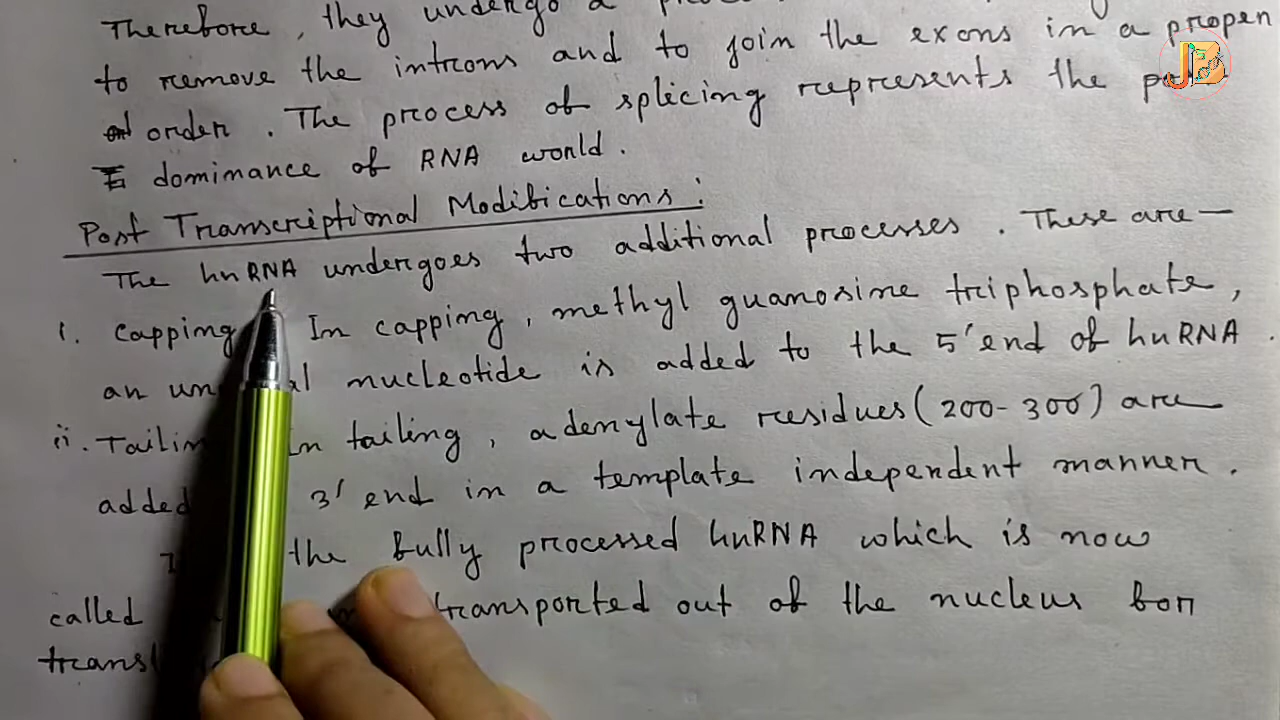 Therefore, they undergo a
to remove the introns and to join the exons in a proper
order. The process of splicing represents the
dominance of RNA world.
Post Transcriptional Modifications:
The hnRNA undergoes two additional processes. These are—
i. Capping In capping, methyl guanosine triphosphate,
an nucleotide is added to the 5' end of hnRNA.
ii. In tailing, adenylate residues (200-300) are
added 3' end in a template independent manner.
the fully processed hnRNA which is now
called transported out of the nucleus for